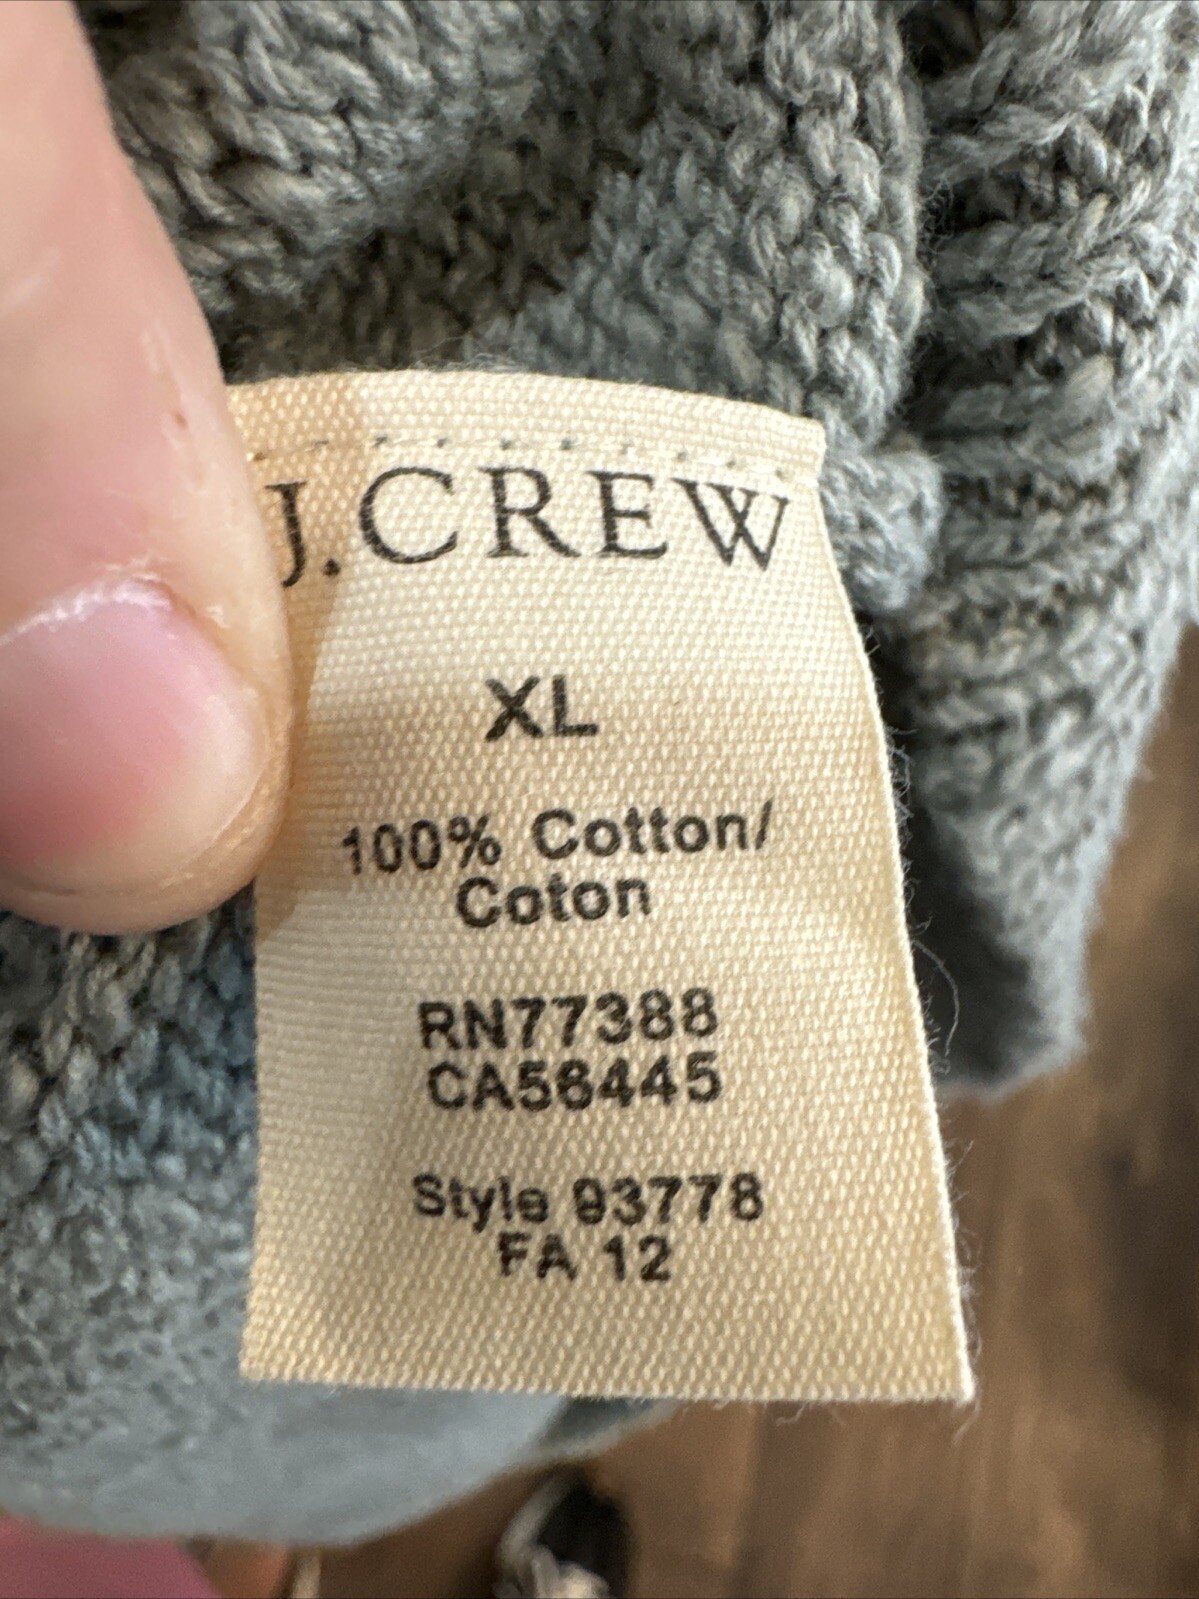 J.CREW
XL
100% Cotton/
Coton
RN77388
CA56445
Style 93778
FA 12